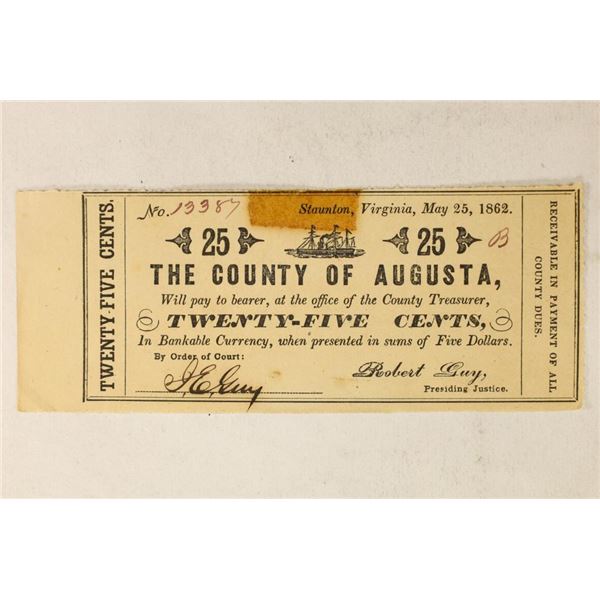 TWENTY-FIVE CENTS.
No. 13387
Staunton, Virginia, May 25, 1862.
25 25 B
THE COUNTY OF AUGUSTA,
Will pay to bearer, at the office of the County Treasurer,
TWENTY-FIVE CENTS,
In Bankable Currency, when presented in sums of Five Dollars.
By Order of Court:
J. E. Guy
Robert Guy,
Presiding Justice.
RECEIVABLE IN PAYMENT OF ALL
COUNTY DUES.